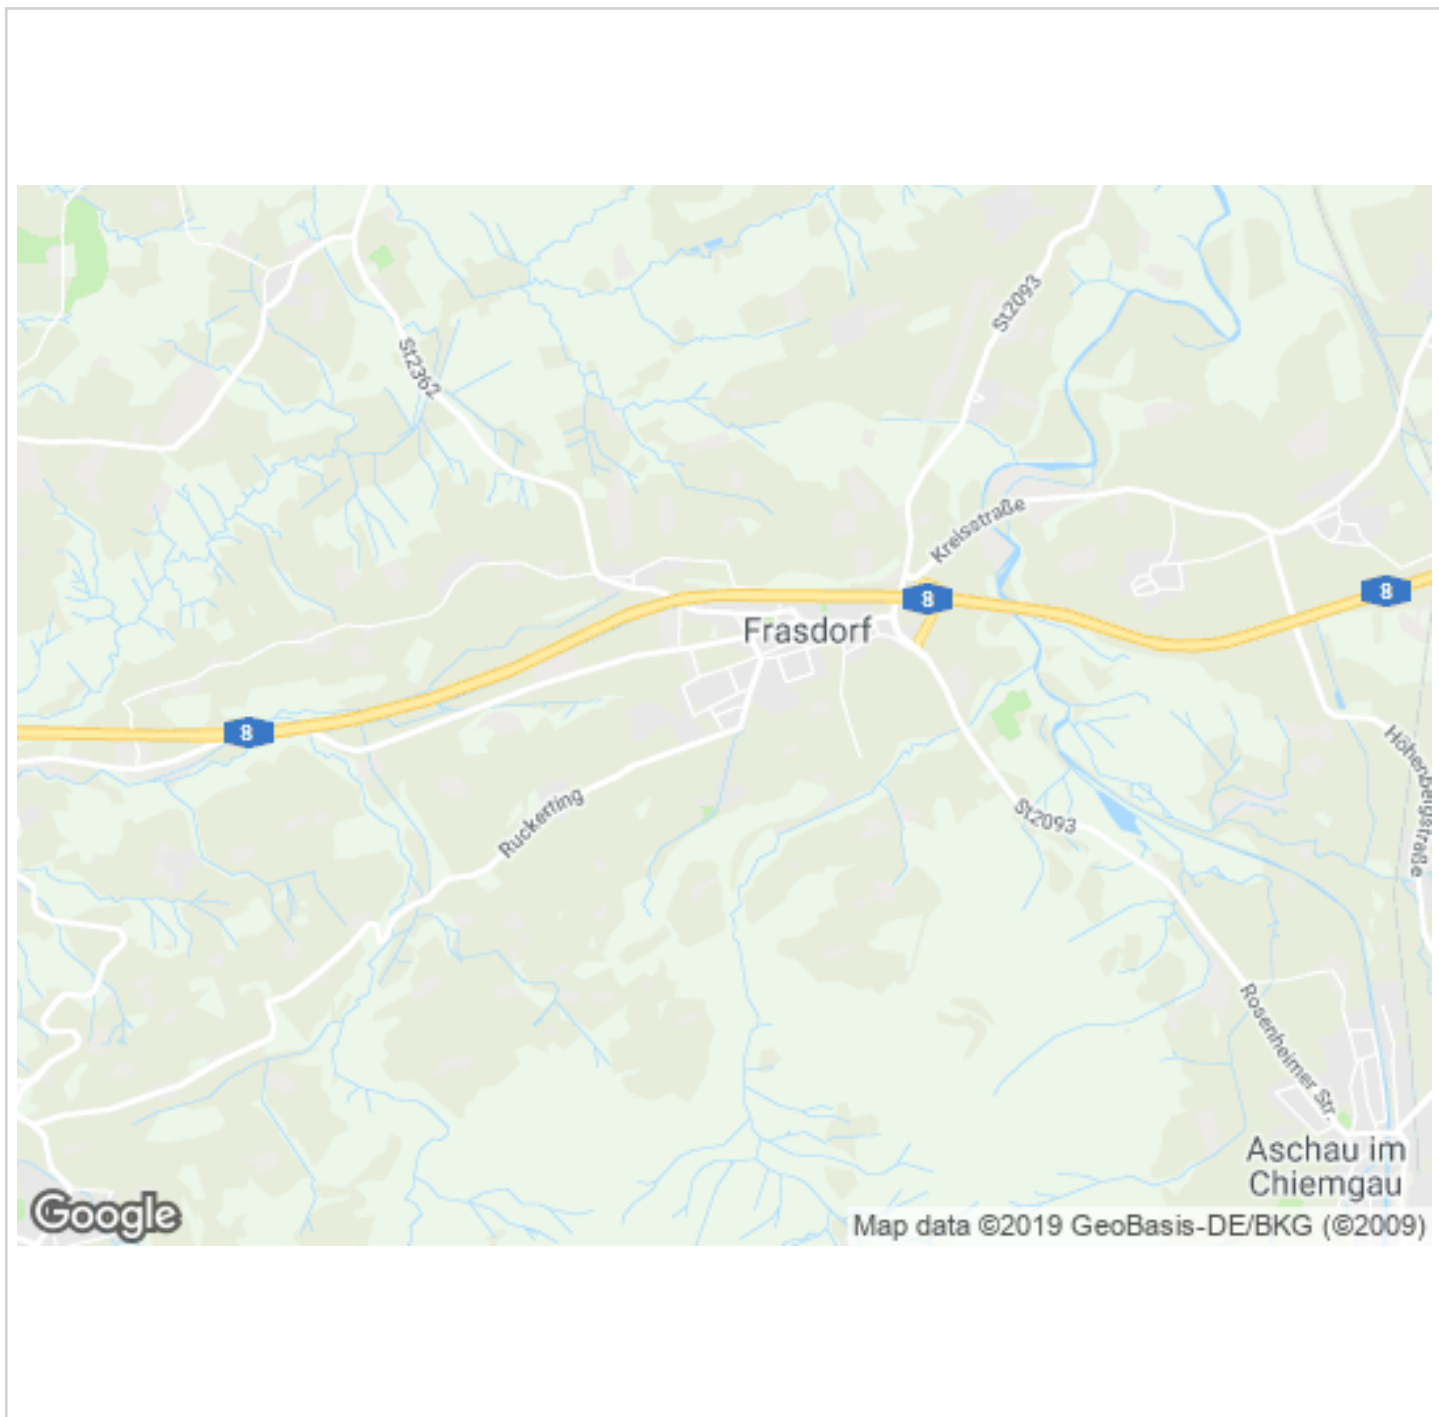 St2093
St2362
Kreisstraße
8
8
Frasdorf
8
Höhenbergstraße
Ruckerting
St2093
Rosenheimer Str.
Aschau im
Chiemgau
Google
Map data ©2019 GeoBasis-DE/BKG (©2009)